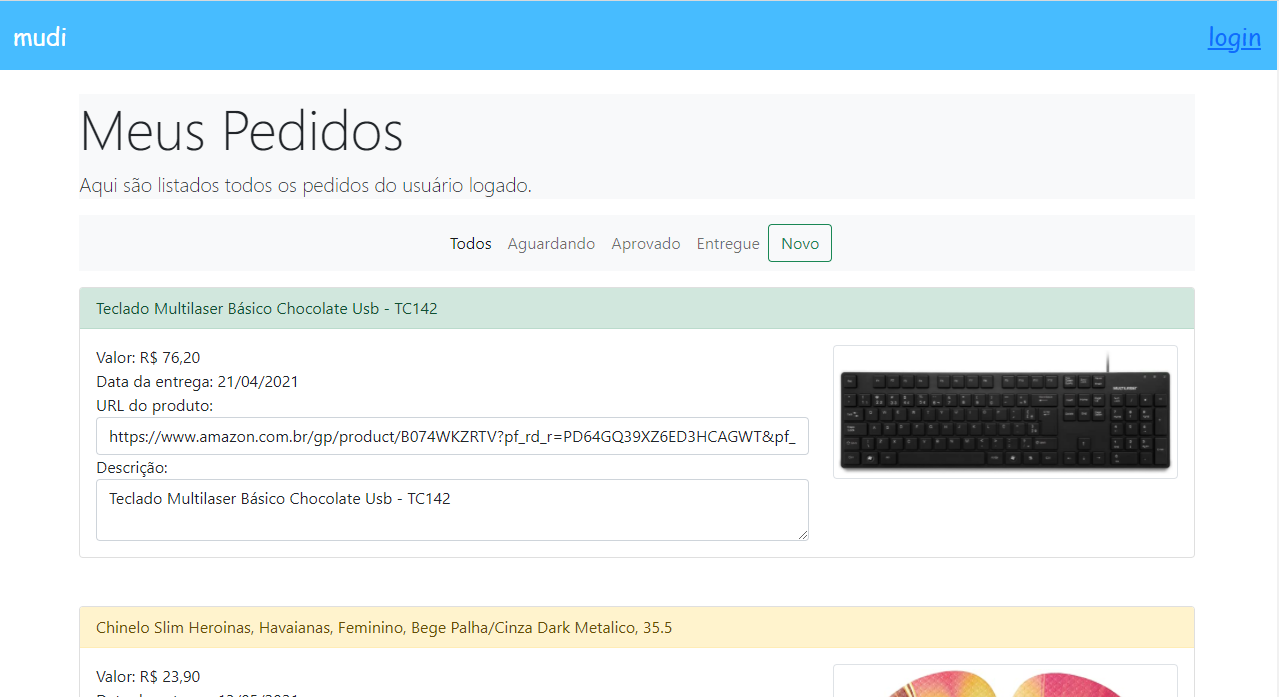 mudi
login
Meus Pedidos
Aqui são listados todos os pedidos do usuário logado.
Todos Aguardando Aprovado Entregue Novo
Teclado Multilaser Básico Chocolate Usb - TC142
Valor: R$ 76,20
Data da entrega: 21/04/2021
URL do produto:
https://www.amazon.com.br/gp/product/B074WKZRTV?pf_rd_r=PD64GQ39XZ6ED3HCAGWT&pf_
Descrição:
Teclado Multilaser Básico Chocolate Usb - TC142
Chinelo Slim Heroinas, Havaianas, Feminino, Bege Palha/Cinza Dark Metalico, 35.5
Valor: R$ 23,90